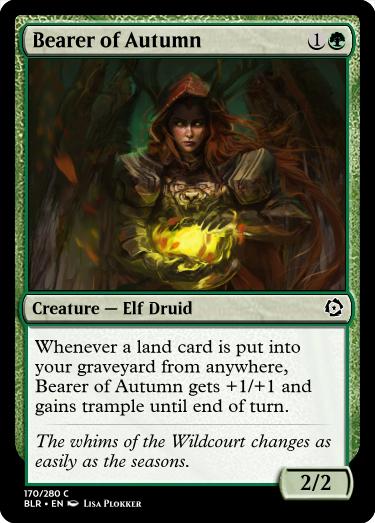 Bearer of Autumn 1
Creature — Elf Druid
Whenever a land card is put into
your graveyard from anywhere,
Bearer of Autumn gets +1/+1 and
gains trample until end of turn.
The whims of the Wildcourt changes as
easily as the seasons.
2/2
170/280 C
BLR • EN Lisa Plokker